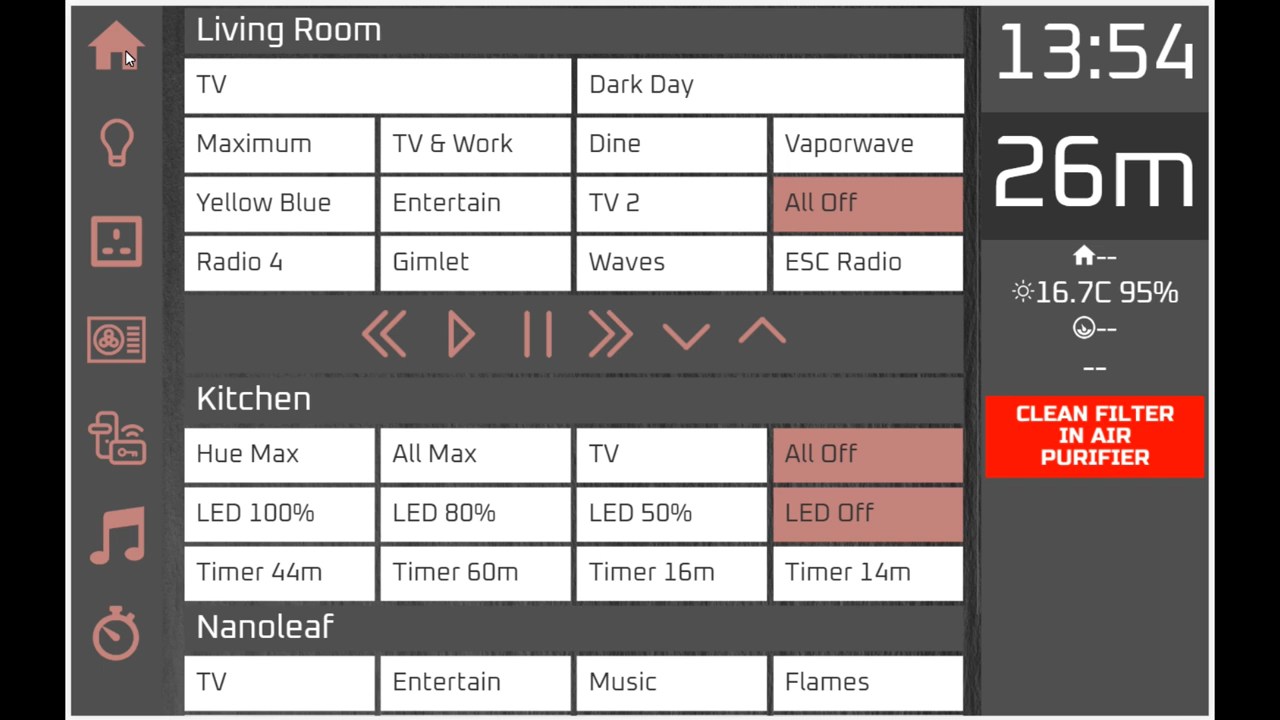 Living Room
TV
Dark Day
Maximum
TV & Work
Dine
Vaporwave
Yellow Blue
Entertain
TV 2
All Off
Radio 4
Gimlet
Waves
ESC Radio
Kitchen
Hue Max
All Max
TV
All Off
LED 100%
LED 80%
LED 50%
LED Off
Timer 44m
Timer 60m
Timer 16m
Timer 14m
Nanoleaf
TV
Entertain
Music
Flames
13:54
26m
--
16.7C 95%
--
--
CLEAN FILTER
IN AIR
PURIFIER